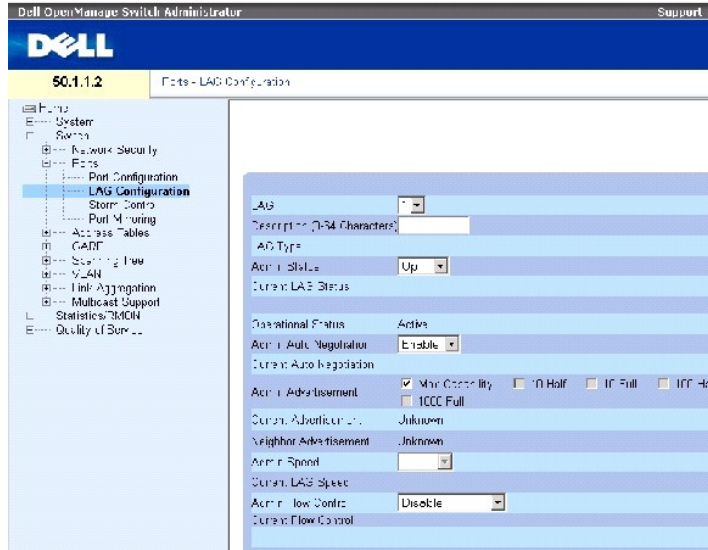 Dell OpenManage Switch Administrator Support
DELL
50.1.1.2 Ports - LAG Configuration
Home
System
Switch
Network Security
Ports
Port Configuration
LAG Configuration
Storm Control
Port Mirroring
Address Tables
GARP
Spanning Tree
VLAN
Link Aggregation
Multicast Support
Statistics/RMON
Quality of Service
LAG 1
Description (0-64 Characters)
LAG Type
Admin Status Up
Current LAG Status
Operational Status Active
Admin Auto Negotiation Enable
Current Auto Negotiation
Admin Advertisement Max Capability 10 Half 10 Full 100 Ha
1000 Full
Current Advertisement Unknown
Neighbor Advertisement Unknown
Admin Speed
Current LAG Speed
Admin Flow Control Disable
Current Flow Control